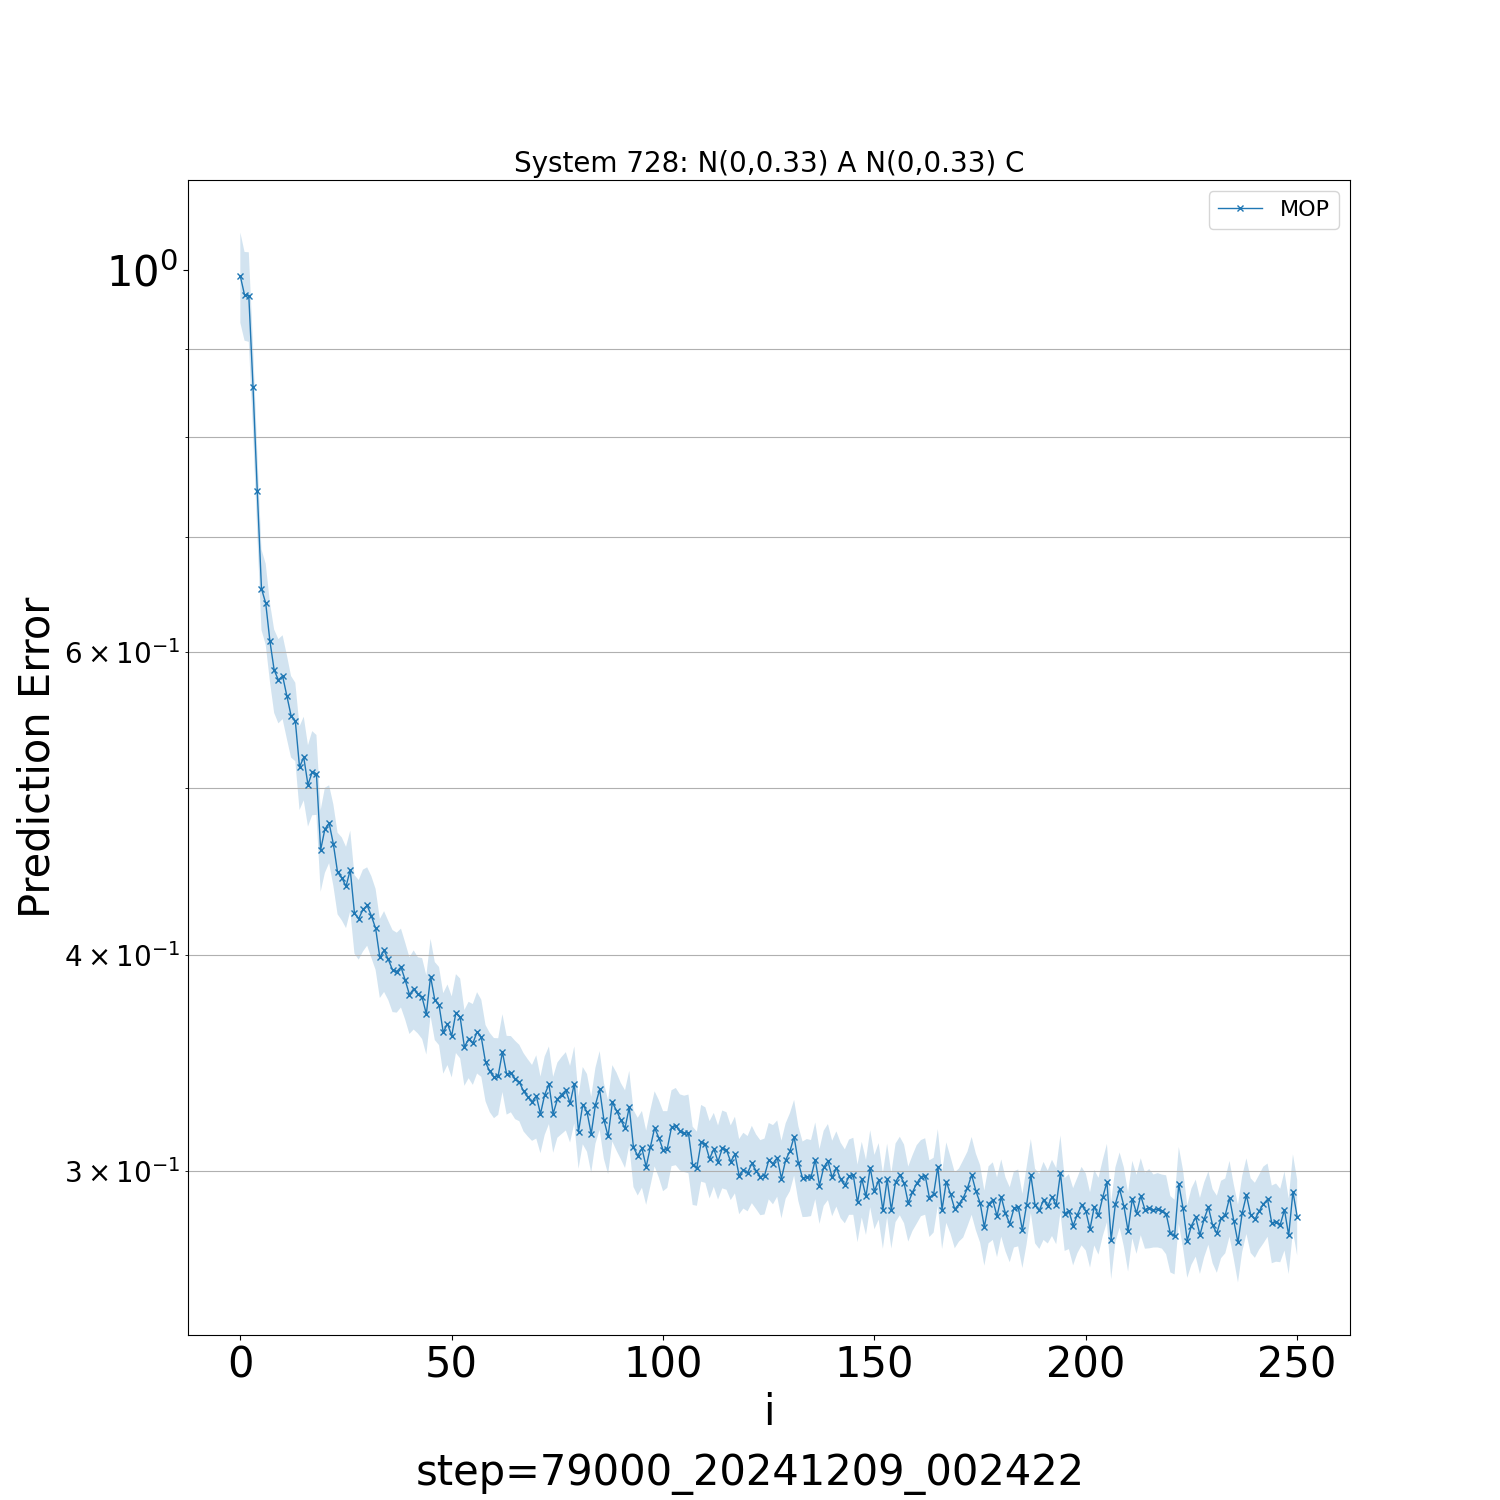 System 728: N(0,0.33) A N(0,0.33) C
MOP
10⁰
6 × 10⁻¹
4 × 10⁻¹
3 × 10⁻¹
Prediction Error
0 50 100 150 200 250
i
step=79000_20241209_002422